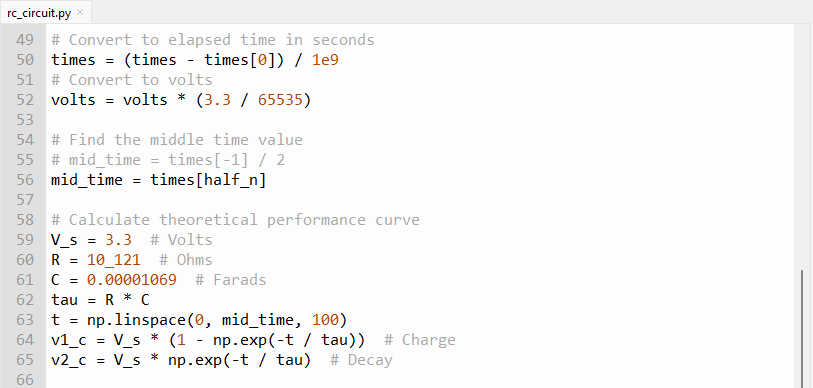 rc_circuit.py ×
49 # Convert to elapsed time in seconds
50 times = (times - times[0]) / 1e9
51 # Convert to volts
52 volts = volts * (3.3 / 65535)
53
54 # Find the middle time value
55 # mid_time = times[-1] / 2
56 mid_time = times[half_n]
57
58 # Calculate theoretical performance curve
59 V_s = 3.3  # Volts
60 R = 10_121  # Ohms
61 C = 0.00001069  # Farads
62 tau = R * C
63 t = np.linspace(0, mid_time, 100)
64 v1_c = V_s * (1 - np.exp(-t / tau))  # Charge
65 v2_c = V_s * np.exp(-t / tau)  # Decay
66